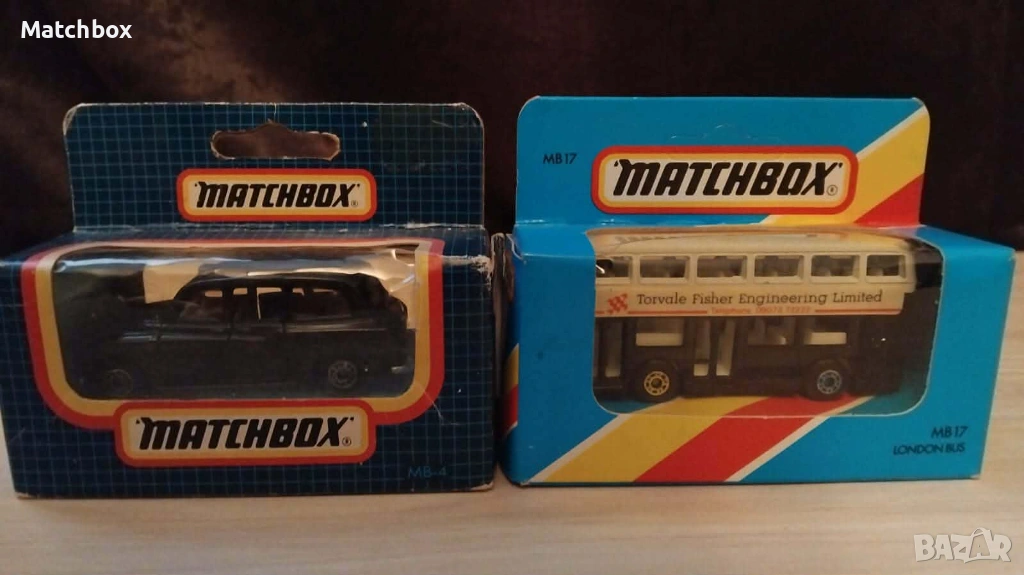 Matchbox
MATCHBOX
MATCHBOX
MB-4
MB17
MATCHBOX
Torvale Fisher Engineering Limited
MB17
LONDON BUS
BAZAR